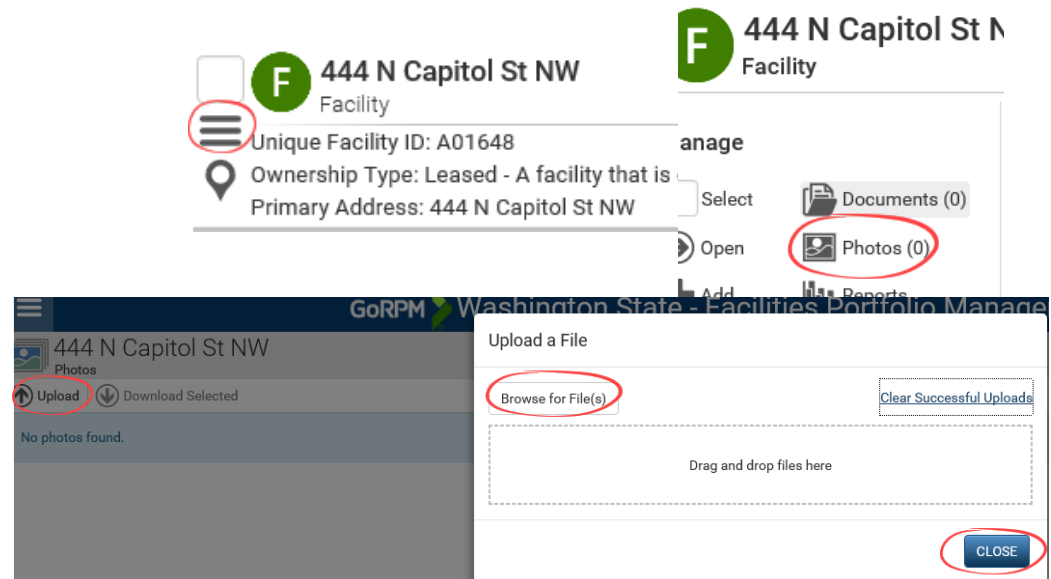 F
444 N Capitol St NW
Facility
Unique Facility ID: A01648
Ownership Type: Leased - A facility that is
Primary Address: 444 N Capitol St NW
F
444 N Capitol St N
Facility
anage
Select
Documents (0)
Open
Photos (0)
Add
Reports
GoRPM Washington State - Facilities Portfolio Manage
444 N Capitol St NW
Photos
Upload
Download Selected
No photos found.
Upload a File
Browse for File(s)
Clear Successful Uploads
Drag and drop files here
CLOSE